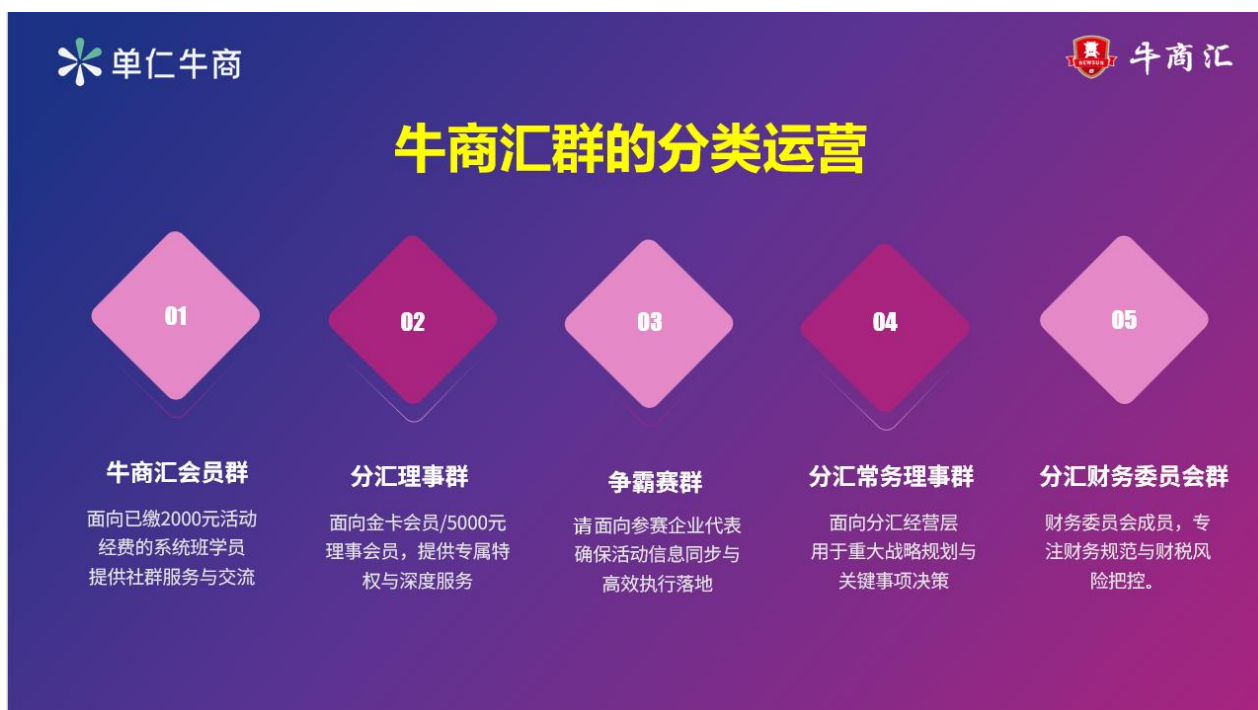 单仁牛商
NEWSUN
牛商汇
牛商汇群的分类运营
01
牛商汇会员群
面向已缴2000元活动
经费的系统班学员
提供社群服务与交流
02
分汇理事群
面向金卡会员/5000元
理事会员，提供专属特
权与深度服务
03
争霸赛群
请面向参赛企业代表
确保活动信息同步与
高效执行落地
04
分汇常务理事群
面向分汇经营层
用于重大战略规划与
关键事项决策
05
分汇财务委员会群
财务委员会成员，专
注财务规范与财税风
险把控。